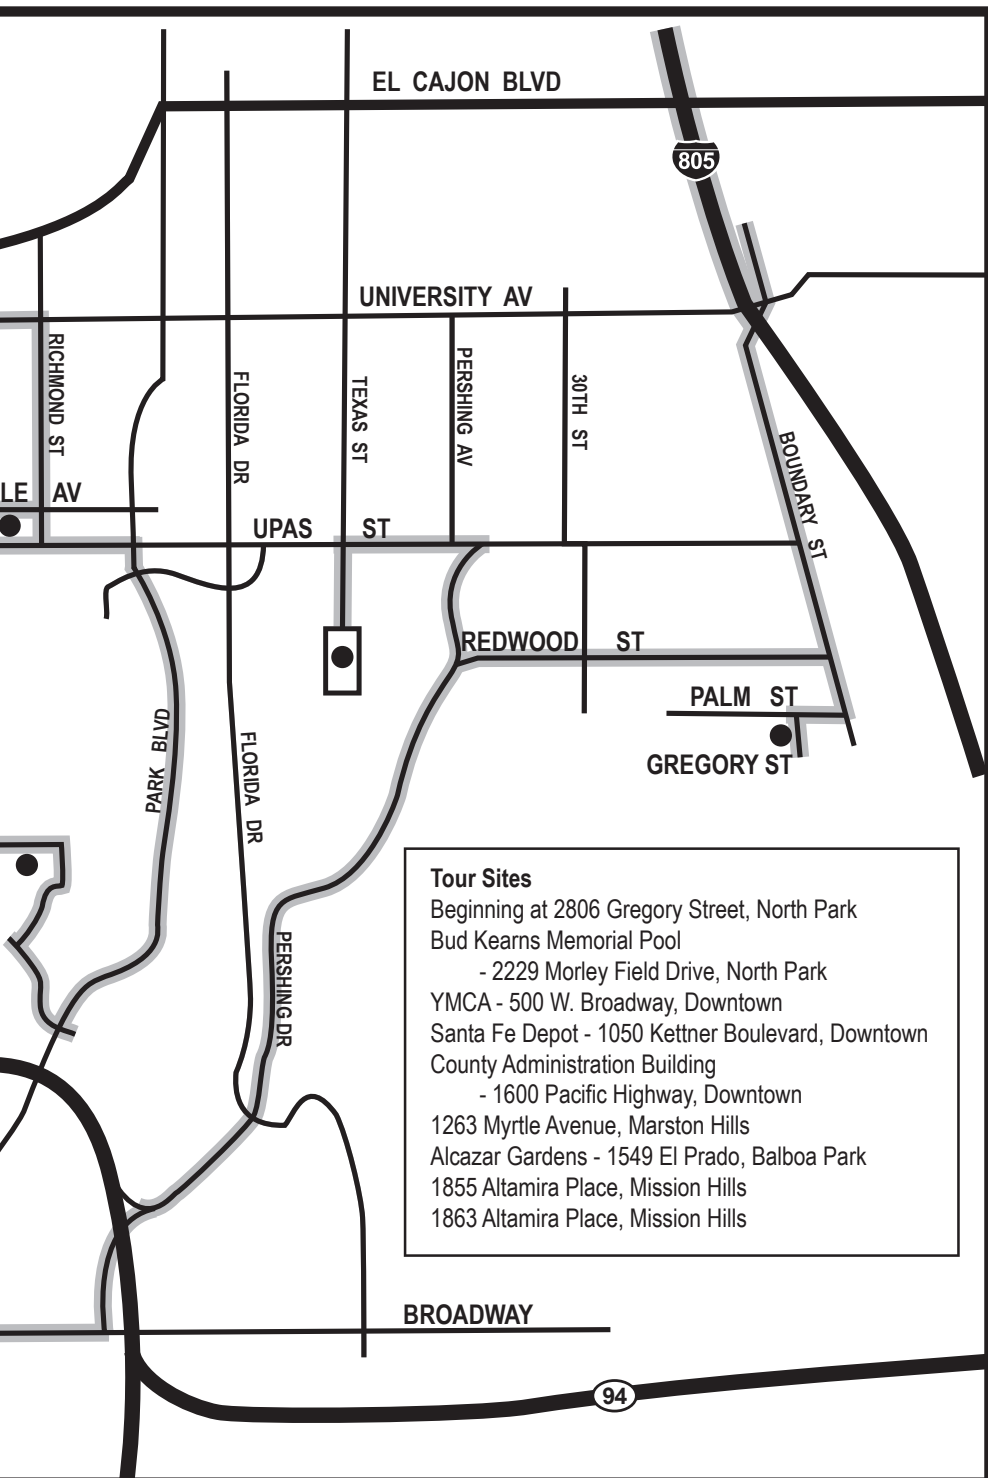 EL CAJON BLVD
805
UNIVERSITY AV
RICHMOND ST
FLORIDA DR
TEXAS ST
PERSHING AV
30TH ST
BOUNDARY ST
LE AV
UPAS ST
REDWOOD ST
PALM ST
GREGORY ST
PARK BLVD
FLORIDA DR
PERSHING DR
Tour Sites
Beginning at 2806 Gregory Street, North Park
Bud Kearns Memorial Pool
- 2229 Morley Field Drive, North Park
YMCA - 500 W. Broadway, Downtown
Santa Fe Depot - 1050 Kettner Boulevard, Downtown
County Administration Building
- 1600 Pacific Highway, Downtown
1263 Myrtle Avenue, Marston Hills
Alcazar Gardens - 1549 El Prado, Balboa Park
1855 Altamira Place, Mission Hills
1863 Altamira Place, Mission Hills
BROADWAY
94